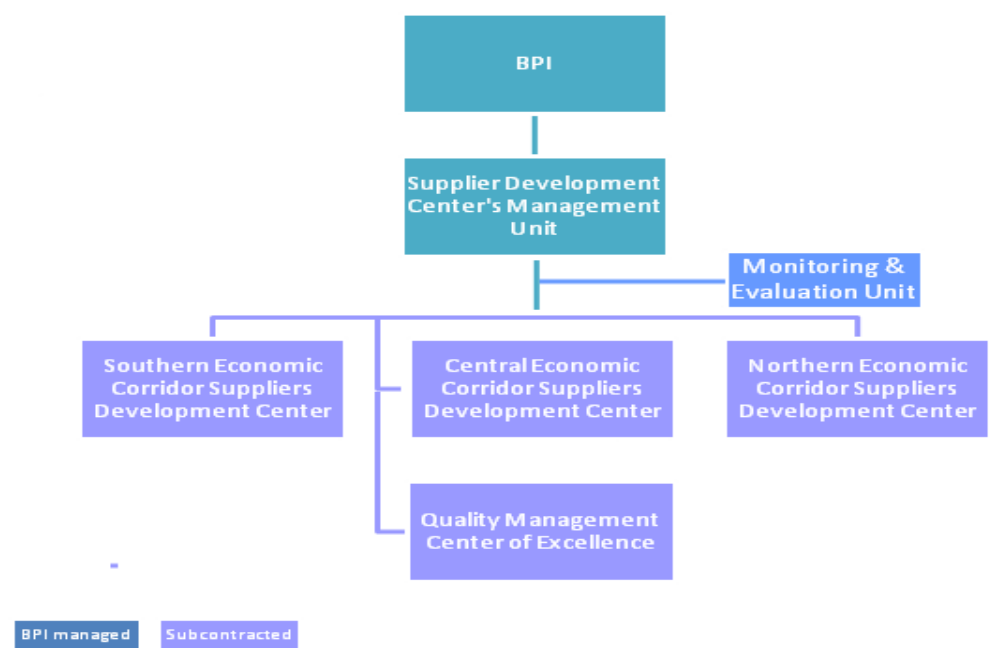 BPI
Supplier Development
Center's Management
Unit
Monitoring &
Evaluation Unit
Southern Economic
Corridor Suppliers
Development Center
Central Economic
Corridor Suppliers
Development Center
Northern Economic
Corridor Suppliers
Development Center
Quality Management
Center of Excellence
BPI managed
Subcontracted